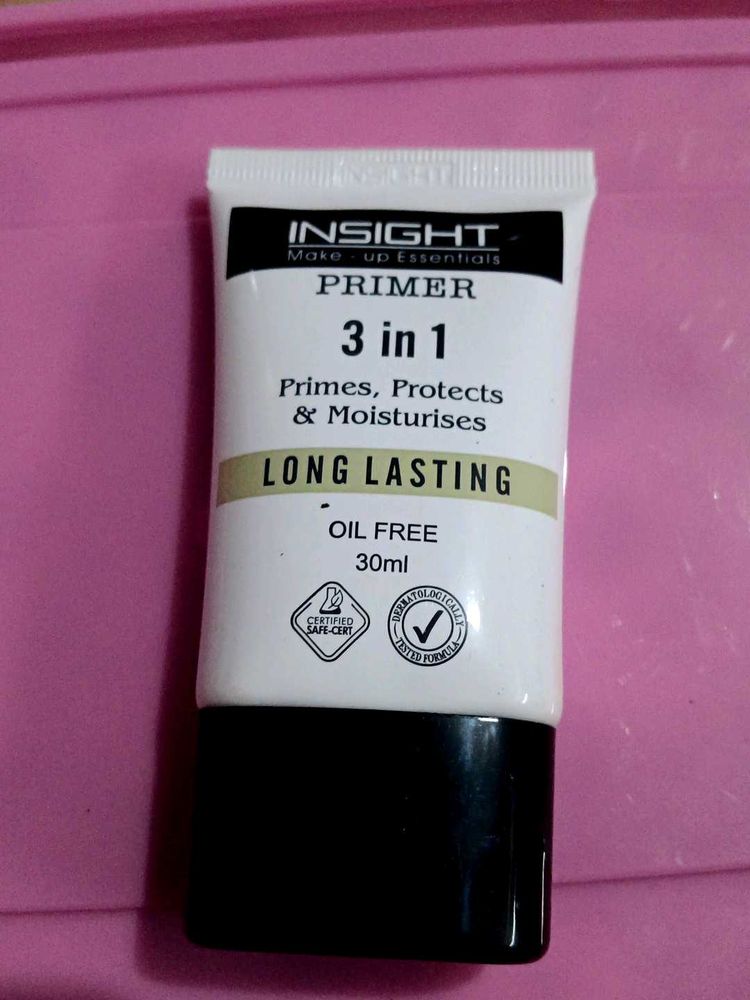 INSIGHT
INSIGHT
Make-up Essentials
PRIMER
3 in 1
Primes, Protects
& Moisturises
LONG LASTING
OIL FREE
30ml
CERTIFIED
SAFE-CERT
DERMATOLOGICALLY
TESTED FORMULA